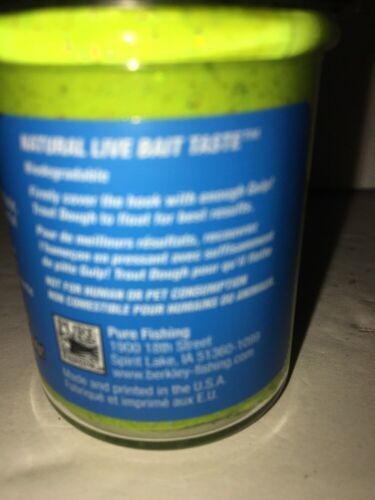 NATURAL LIVE BAIT TASTE™
Biodegradable
Firmly cover the hook with enough Gulp!
Trout Dough to float for best results.
Pour de meilleurs résultats, recouvrez
l'hameçon en pressant avec suffisamment
de pâte Gulp! Trout Dough pour qu'il flotte
NOT FOR HUMAN OR PET CONSUMPTION
NON COMESTIBLE POUR HUMAINS OU ANIMAUX.
Pure Fishing
1900 18th Street
Spirit Lake, IA 51360-1099
www.berkley-fishing.com
Made and printed in the U.S.A.
Fabriqué et imprimé aux E.U.